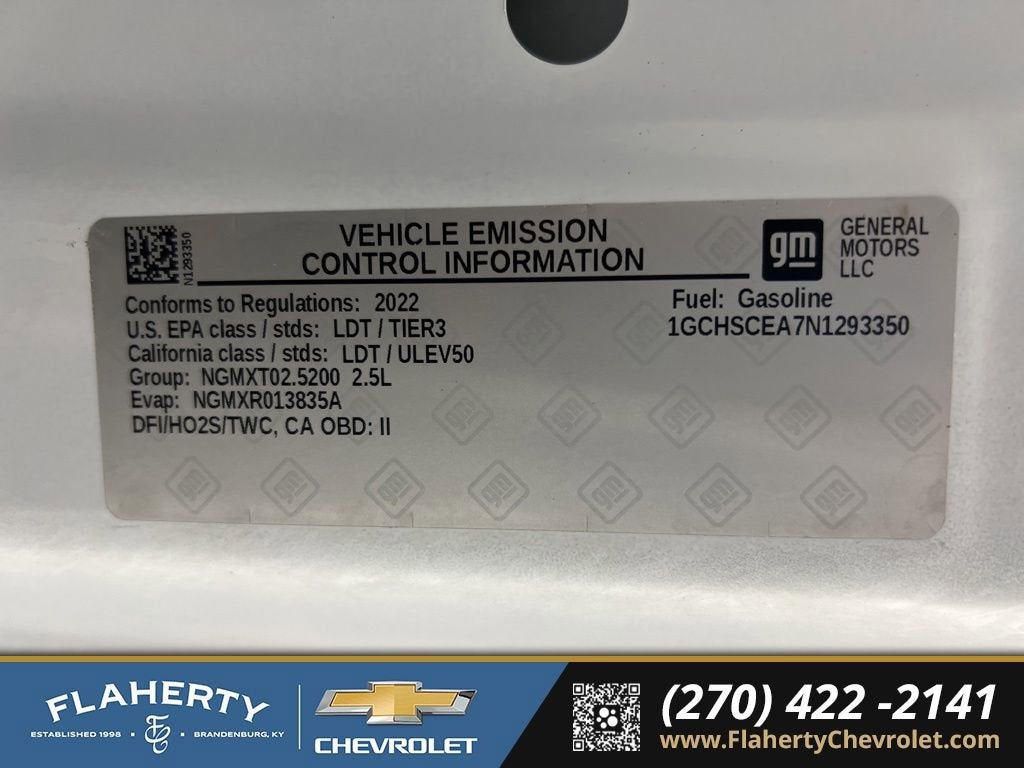 VEHICLE EMISSION
CONTROL INFORMATION
N1293350
gm
GENERAL
MOTORS
LLC
Conforms to Regulations: 2022
U.S. EPA class / stds: LDT / TIER3
California class / stds: LDT / ULEV50
Group: NGMXT02.5200 2.5L
Evap: NGMXR013835A
DFI/HO2S/TWC, CA OBD: II
Fuel: Gasoline
1GCHSCEA7N1293350
FLAHERTY
ESTABLISHED 1998 • FC • BRANDENBURG, KY
CHEVROLET
(270) 422 -2141
www.FlahertyChevrolet.com